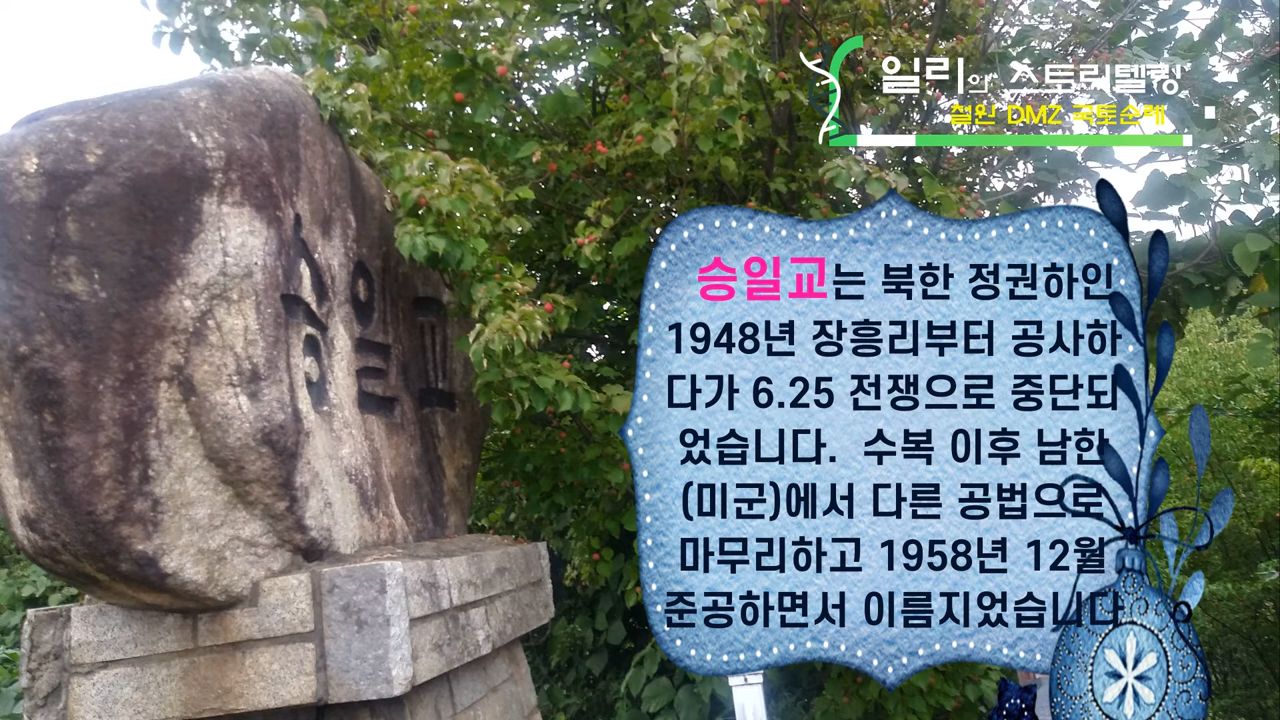 일리의 스토리텔링
철원 DMZ 국토순례
승일교
승일교는 북한 정권하인
1948년 장흥리부터 공사하
다가 6.25 전쟁으로 중단되
었습니다. 수복 이후 남한
(미군)에서 다른 공법으로
마무리하고 1958년 12월
준공하면서 이름지었습니다